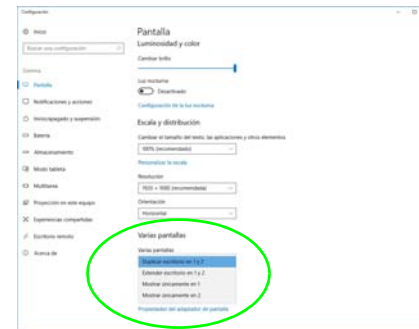 Configuración
Inicio
Buscar una configuración
Sistema
Pantalla
Notificaciones y acciones
Inicio/apagado y suspensión
Batería
Almacenamiento
Modo tableta
Multitarea
Proyección en este equipo
Experiencias compartidas
Escritorio remoto
Acerca de
Pantalla
Luminosidad y color
Cambiar brillo
Luz nocturna
Desactivado
Configuración de la luz nocturna
Escala y distribución
Cambiar el tamaño del texto, las aplicaciones y otros elementos
100% (recomendado)
Personalizar la escala
Resolución
1920 × 1080 (recomendada)
Orientación
Horizontal
Varias pantallas
Varias pantallas
Duplicar escritorio en 1 y 2
Extender escritorio en 1 y 2
Mostrar únicamente en 1
Mostrar únicamente en 2
Propiedades del adaptador de pantalla